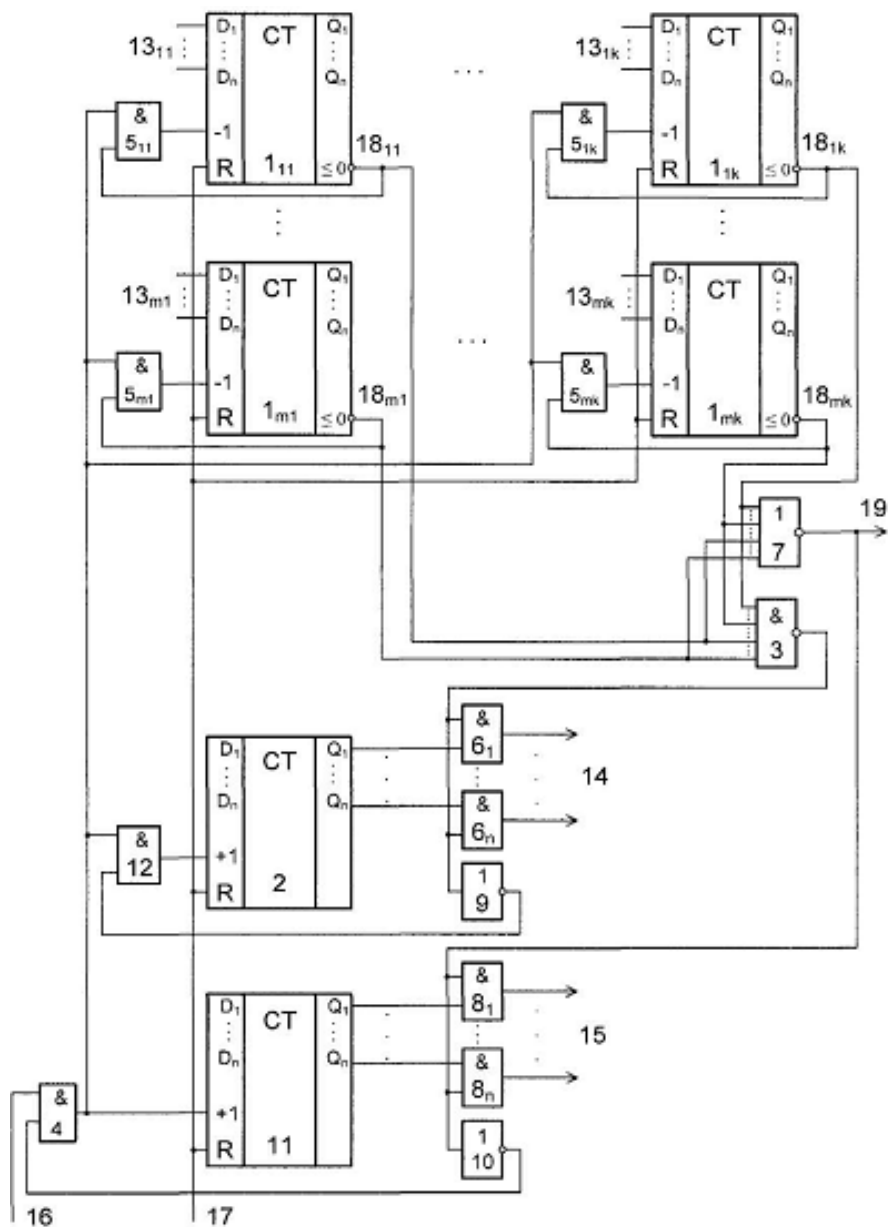 D₁ CT Q₁ D₁ CT Q₁
13₁₁ 13₁ₖ
Dₙ Qₙ ... Dₙ Qₙ
& &
5₁₁ -1 18₁₁ 5₁ₖ -1 18₁ₖ
R 1₁₁ ≤0 R 1₁ₖ ≤0
D₁ CT Q₁ D₁ CT Q₁
13ₘ₁ 13ₘₖ
Dₙ Qₙ ... Dₙ Qₙ
& &
5ₘ₁ -1 18ₘ₁ 5ₘₖ -1 18ₘₖ
R 1ₘ₁ ≤0 R 1ₘₖ ≤0
1 19
7
&
3
D₁ CT Q₁ & 6₁
14
Dₙ Qₙ & 6ₙ
&
12 +1 1
R 2 9
D₁ CT Q₁ & 8₁
15
Dₙ Qₙ & 8ₙ
&
4 +1 1
R 11 10
16 17